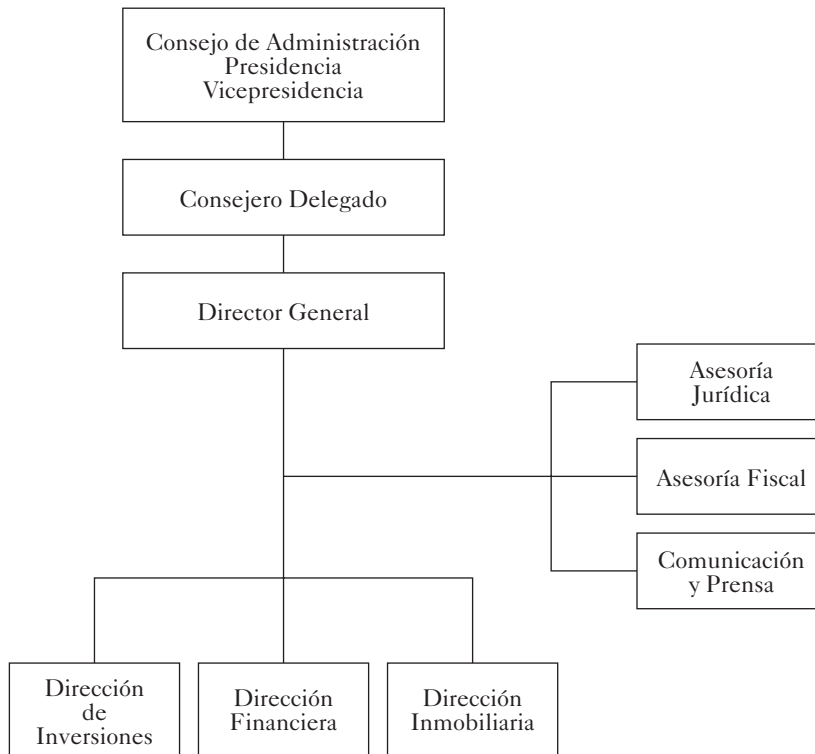 Consejo de Administración
Presidencia
Vicepresidencia
Consejero Delegado
Director General
Asesoría
Jurídica
Asesoría Fiscal
Comunicación
y Prensa
Dirección
de
Inversiones
Dirección
Financiera
Dirección
Inmobiliaria